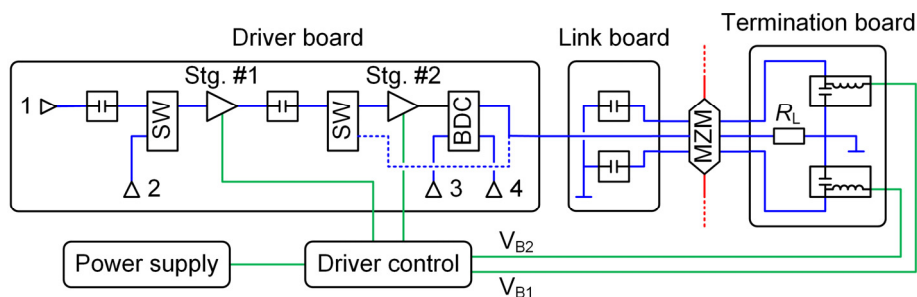 Driver board
Link board
Termination board
Stg. #1
Stg. #2
1
SW
SW
BDC
MZM
R_L
2
3
4
Power supply
Driver control
V_B2
V_B1